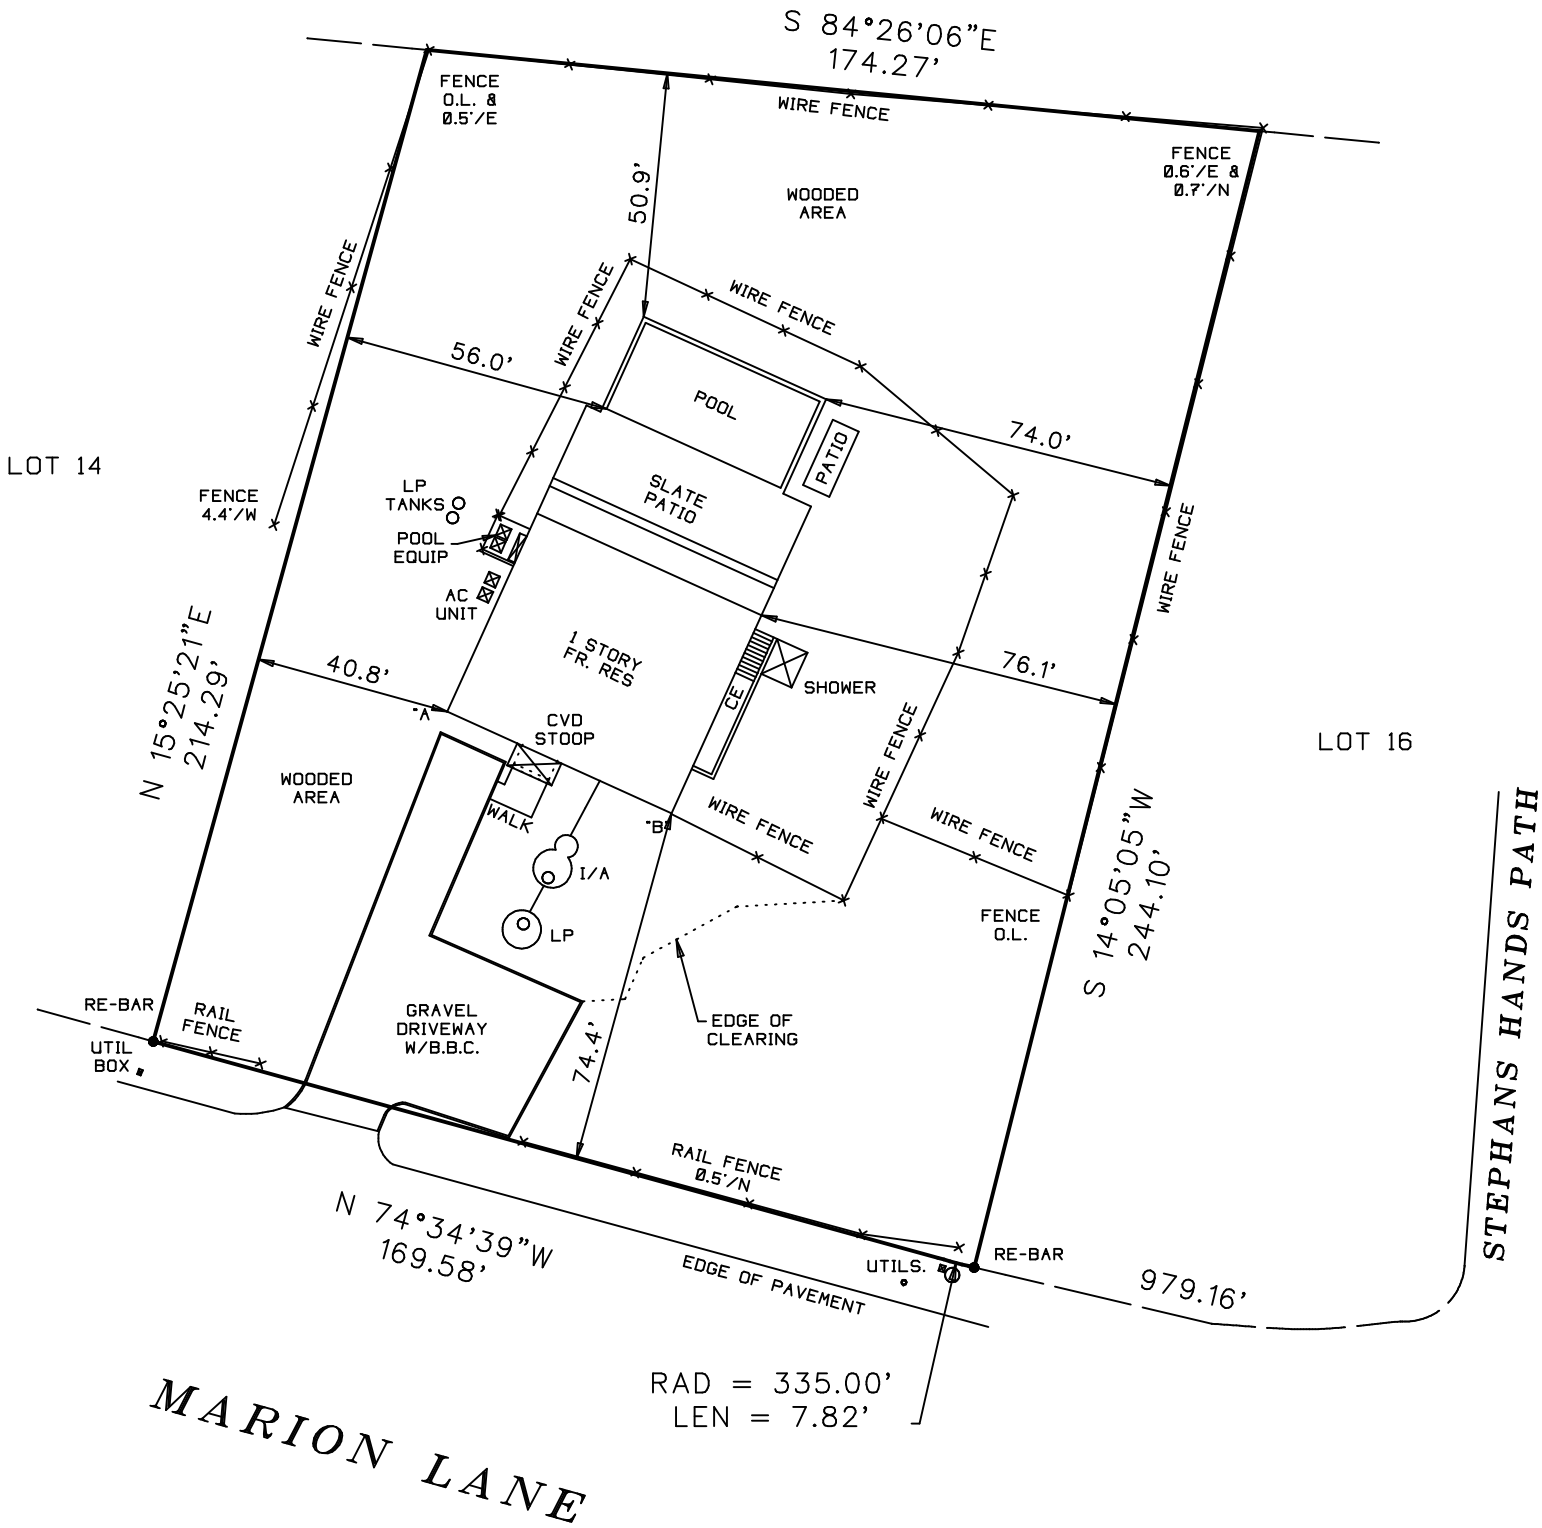 S 84°26'06"E
174.27'
FENCE
O.L. &
0.5'/E
WIRE FENCE
FENCE
0.6'/E &
0.7'/N
50.9'
WOODED
AREA
WIRE FENCE
WIRE FENCE
WIRE FENCE
56.0'
POOL
74.0'
PATIO
LOT 14
FENCE
4.4'/W
LP
TANKS
SLATE
PATIO
POOL
EQUIP
WIRE FENCE
AC
UNIT
1 STORY
FR. RES
N 15°25'21"E
214.29'
40.8'
76.1'
SHOWER
CE
"A"
CVD
STOOP
LOT 16
WOODED
AREA
WALK
WIRE FENCE
"B"
WIRE FENCE
WIRE FENCE
I/A
S 14°05'05"W
244.10'
STEPHANS HANDS PATH
LP
FENCE
O.L.
RE-BAR
RAIL
FENCE
GRAVEL
DRIVEWAY
W/B.B.C.
EDGE OF
CLEARING
UTIL
BOX
74.4'
RAIL FENCE
0.5'/N
N 74°34'39"W
169.58'
EDGE OF PAVEMENT
UTILS.
RE-BAR
979.16'
RAD = 335.00'
LEN = 7.82'
MARION LANE